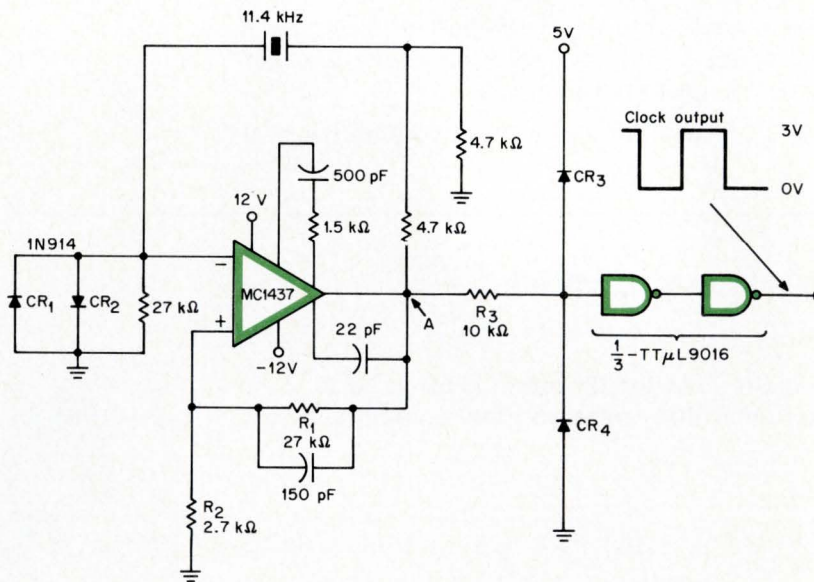 11.4 kHz
5V
Clock output
3V
0V
4.7 kΩ
500 pF
CR3
12 V
1.5 kΩ
4.7 kΩ
1N914
−
MC1437
CR1
CR2
27 kΩ
A
R3
10 kΩ
+
22 pF
−12V
1/3-TTμL9016
R1
27 kΩ
CR4
150 pF
R2
2.7 kΩ